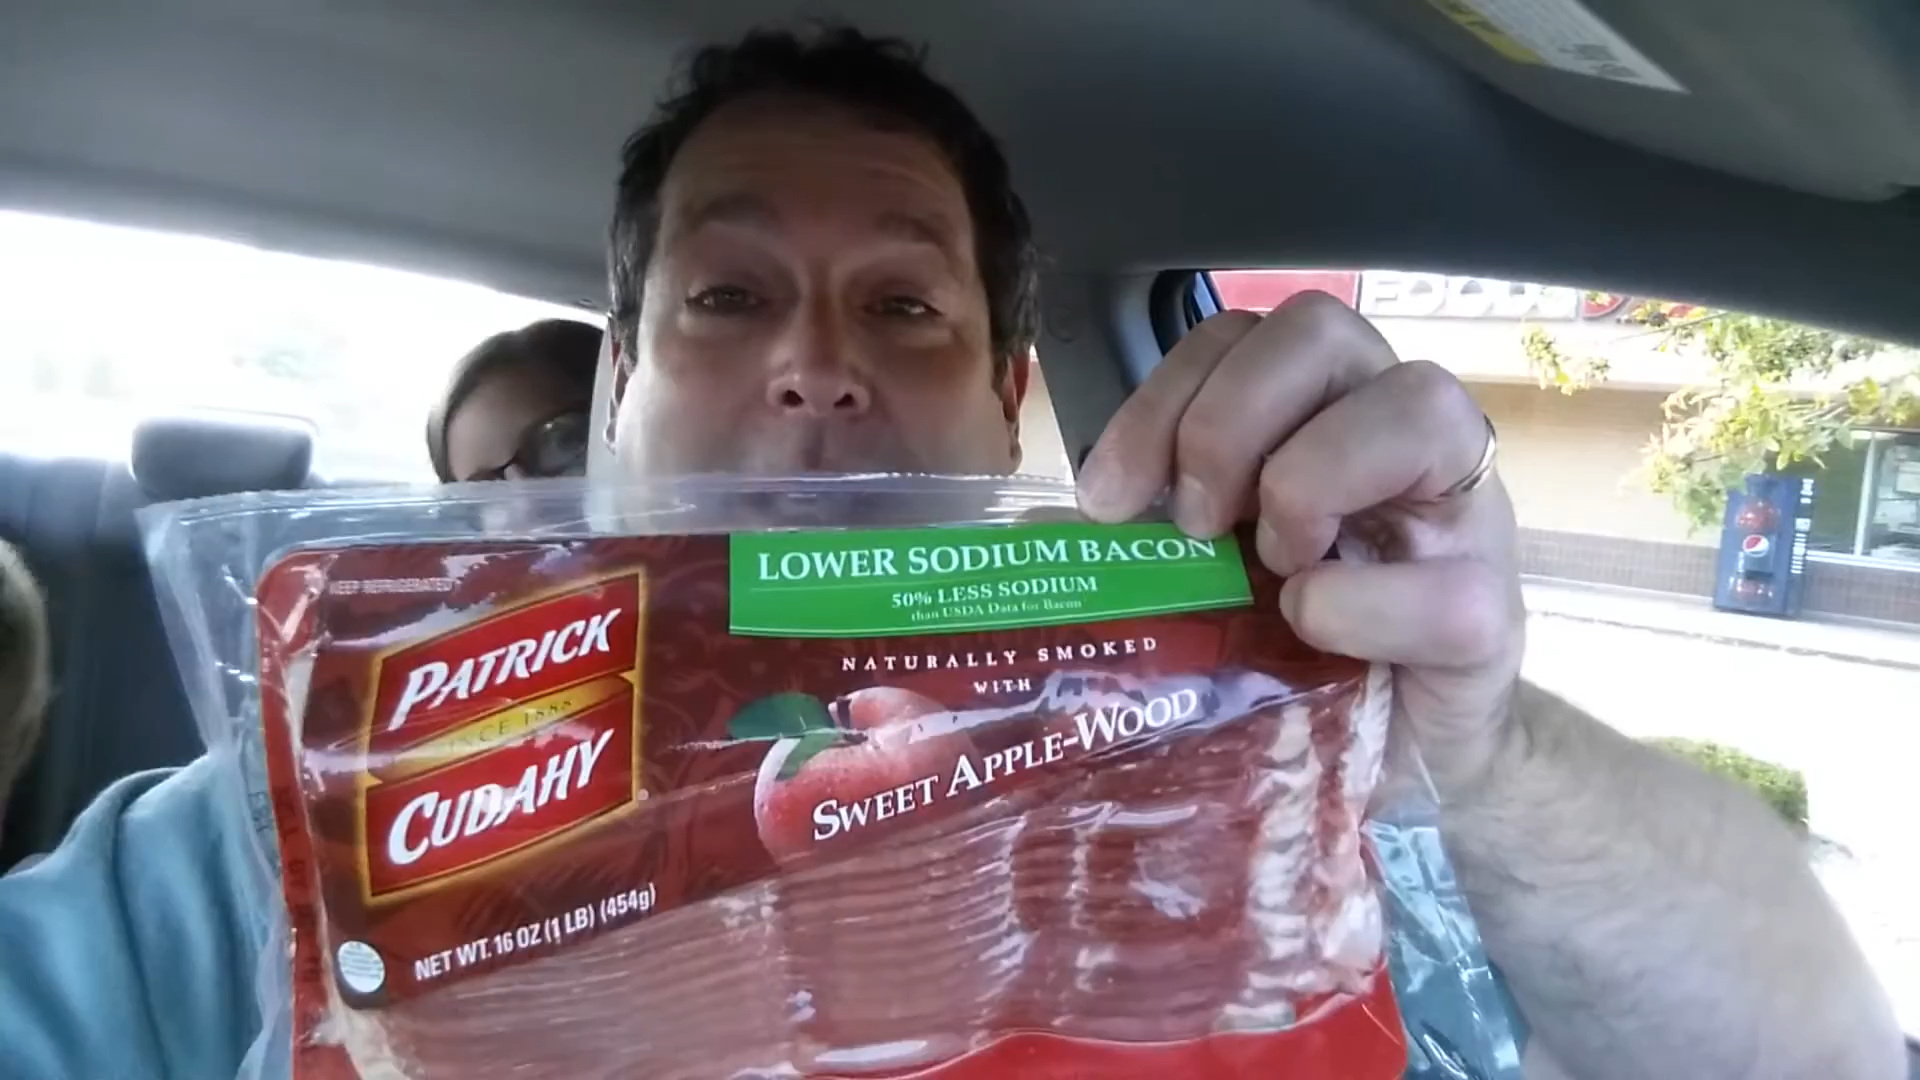 FOODS
KEEP REFRIGERATED
LOWER SODIUM BACON
50% LESS SODIUM
than USDA Data for Bacon
PATRICK
SINCE 1888
CUDAHY
NATURALLY SMOKED
WITH
SWEET APPLE-WOOD
NET WT. 16 OZ (1 LB) (454g)